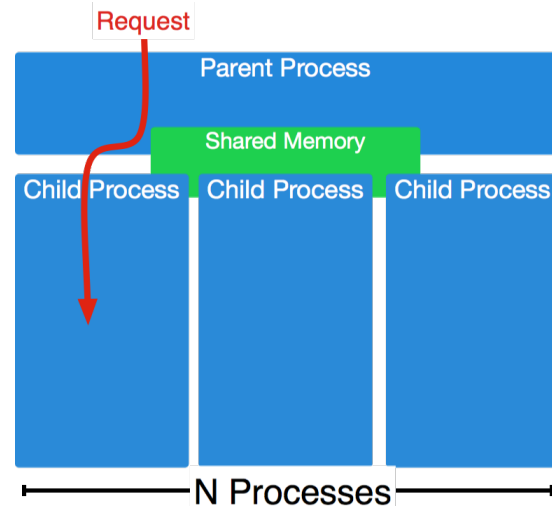 Request
Parent Process
Shared Memory
Child Process
Child Process
Child Process
N Processes